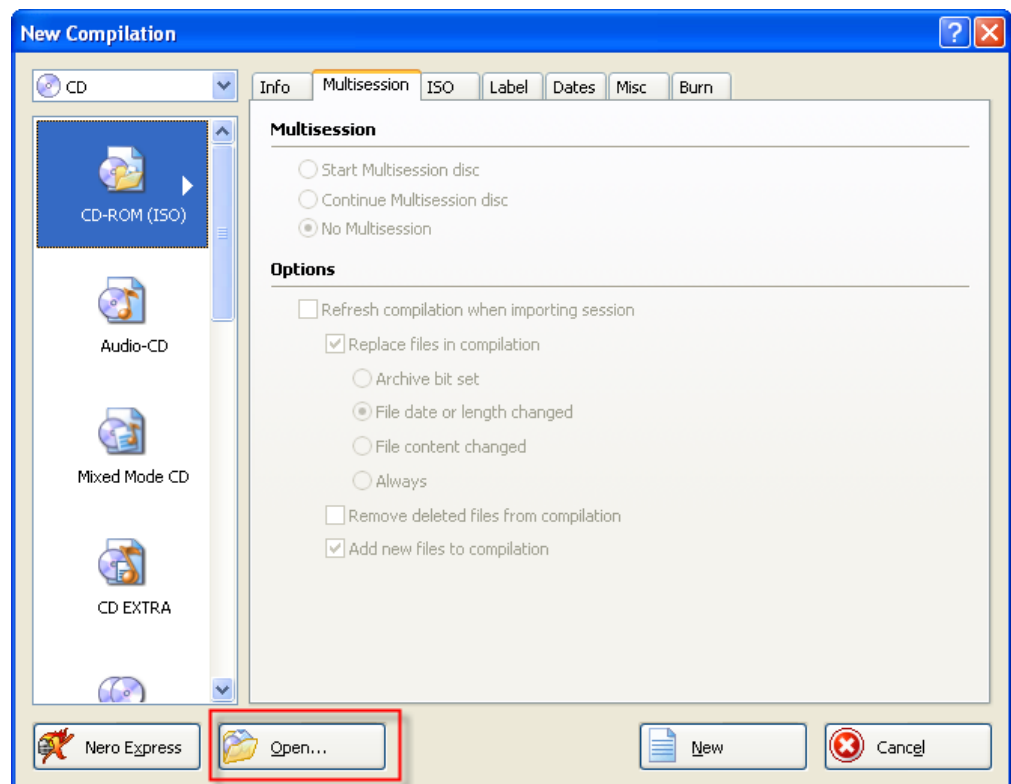 New Compilation
CD
Info Multisession ISO Label Dates Misc Burn
CD-ROM (ISO)
Audio-CD
Mixed Mode CD
CD EXTRA
Multisession
Start Multisession disc
Continue Multisession disc
No Multisession
Options
Refresh compilation when importing session
Replace files in compilation
Archive bit set
File date or length changed
File content changed
Always
Remove deleted files from compilation
Add new files to compilation
Nero Express Open... New Cancel